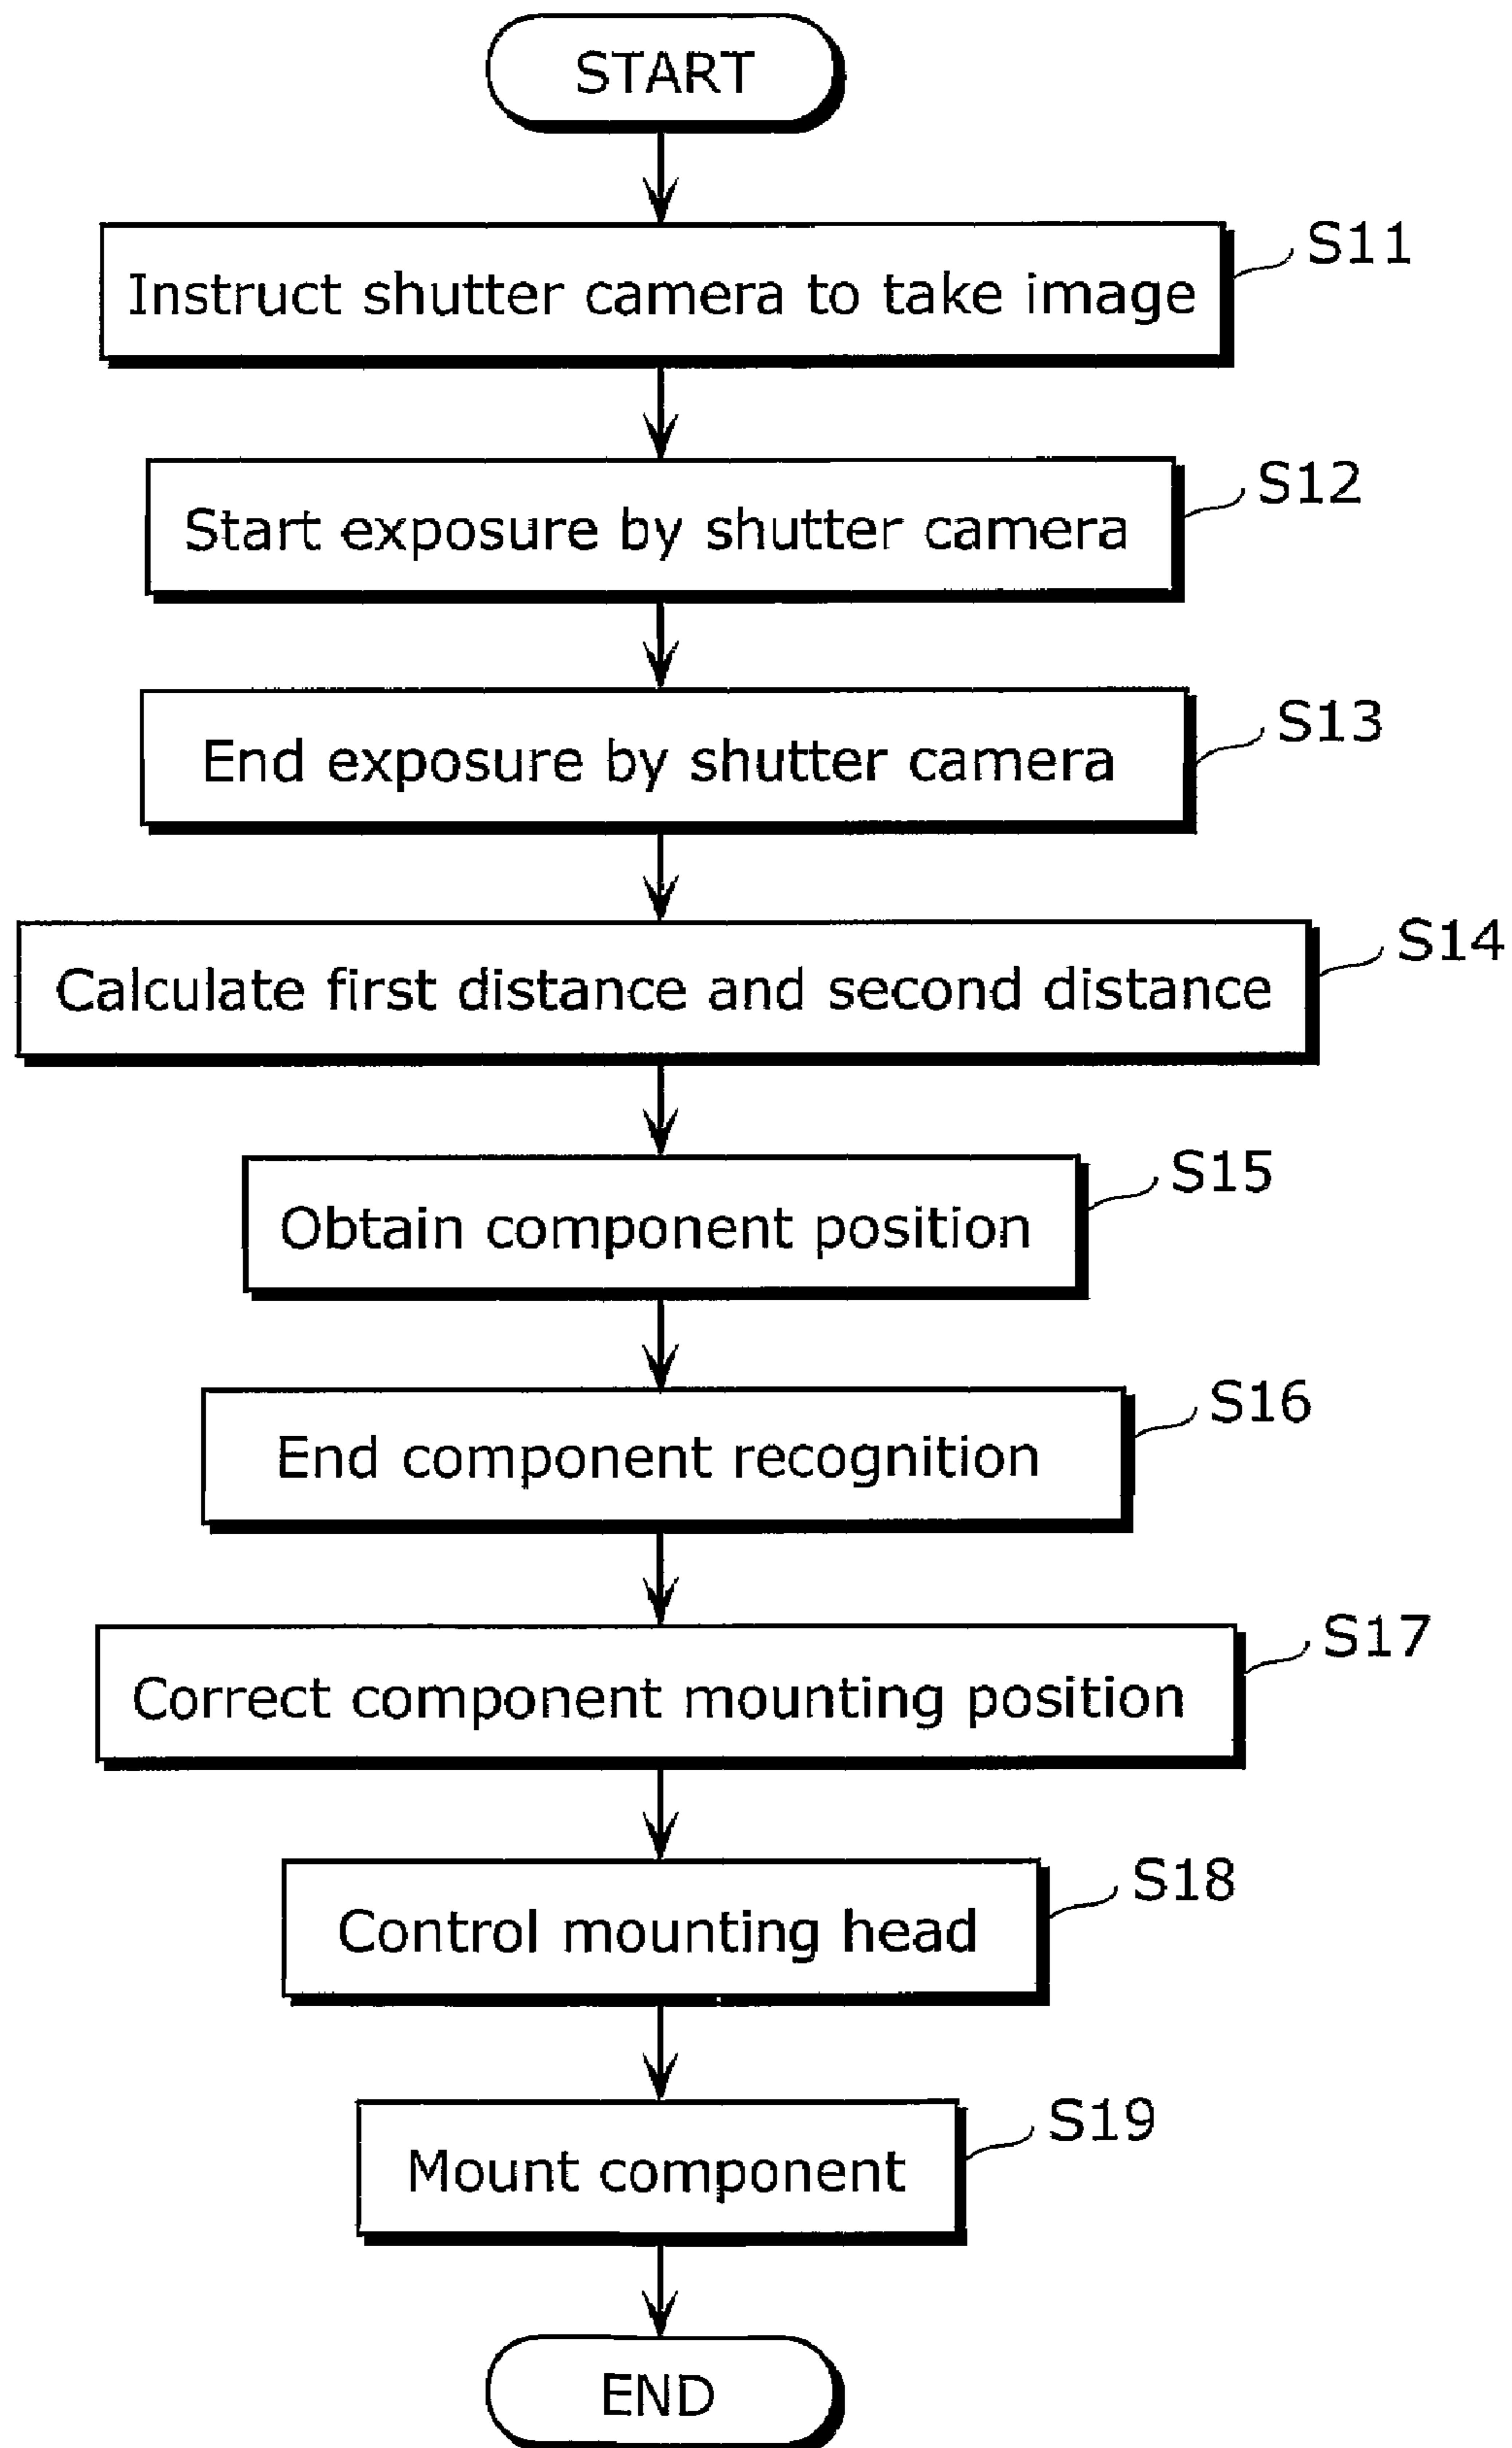 START
S11
Instruct shutter camera to take image
S12
Start exposure by shutter camera
S13
End exposure by shutter camera
S14
Calculate first distance and second distance
S15
Obtain component position
S16
End component recognition
S17
Correct component mounting position
S18
Control mounting head
S19
Mount component
END